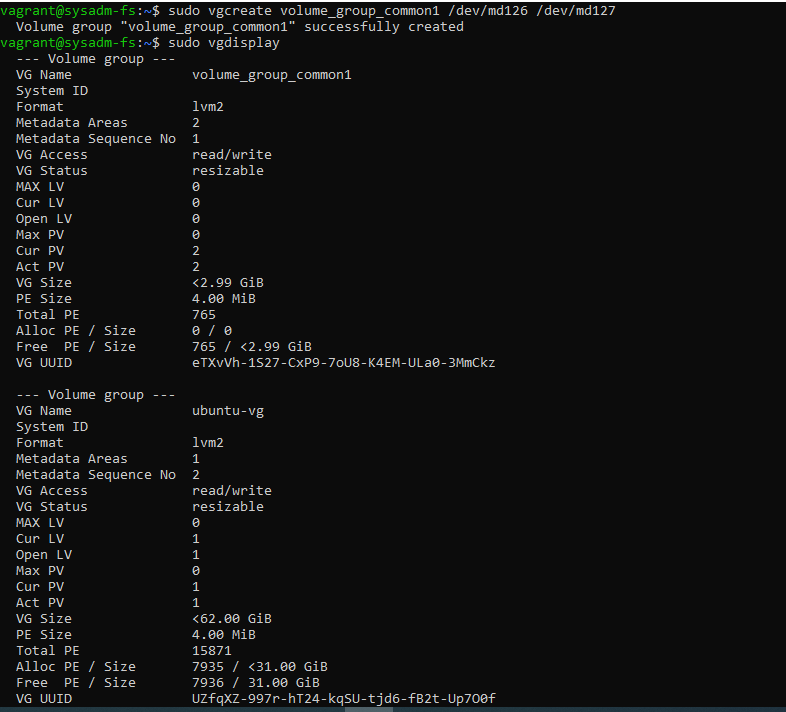 vagrant@sysadm-fs:~$ sudo vgcreate volume_group_common1 /dev/md126 /dev/md127
  Volume group "volume_group_common1" successfully created
vagrant@sysadm-fs:~$ sudo vgdisplay
  --- Volume group ---
  VG Name               volume_group_common1
  System ID
  Format                lvm2
  Metadata Areas        2
  Metadata Sequence No  1
  VG Access             read/write
  VG Status             resizable
  MAX LV                0
  Cur LV                0
  Open LV               0
  Max PV                0
  Cur PV                2
  Act PV                2
  VG Size               <2.99 GiB
  PE Size               4.00 MiB
  Total PE              765
  Alloc PE / Size       0 / 0
  Free  PE / Size       765 / <2.99 GiB
  VG UUID               eTXvVh-1S27-CxP9-7oU8-K4EM-ULa0-3MmCkz

  --- Volume group ---
  VG Name               ubuntu-vg
  System ID
  Format                lvm2
  Metadata Areas        1
  Metadata Sequence No  2
  VG Access             read/write
  VG Status             resizable
  MAX LV                0
  Cur LV                1
  Open LV               1
  Max PV                0
  Cur PV                1
  Act PV                1
  VG Size               <62.00 GiB
  PE Size               4.00 MiB
  Total PE              15871
  Alloc PE / Size       7935 / <31.00 GiB
  Free  PE / Size       7936 / 31.00 GiB
  VG UUID               UZfqXZ-997r-hT24-kqSU-tjd6-fB2t-Up7O0f